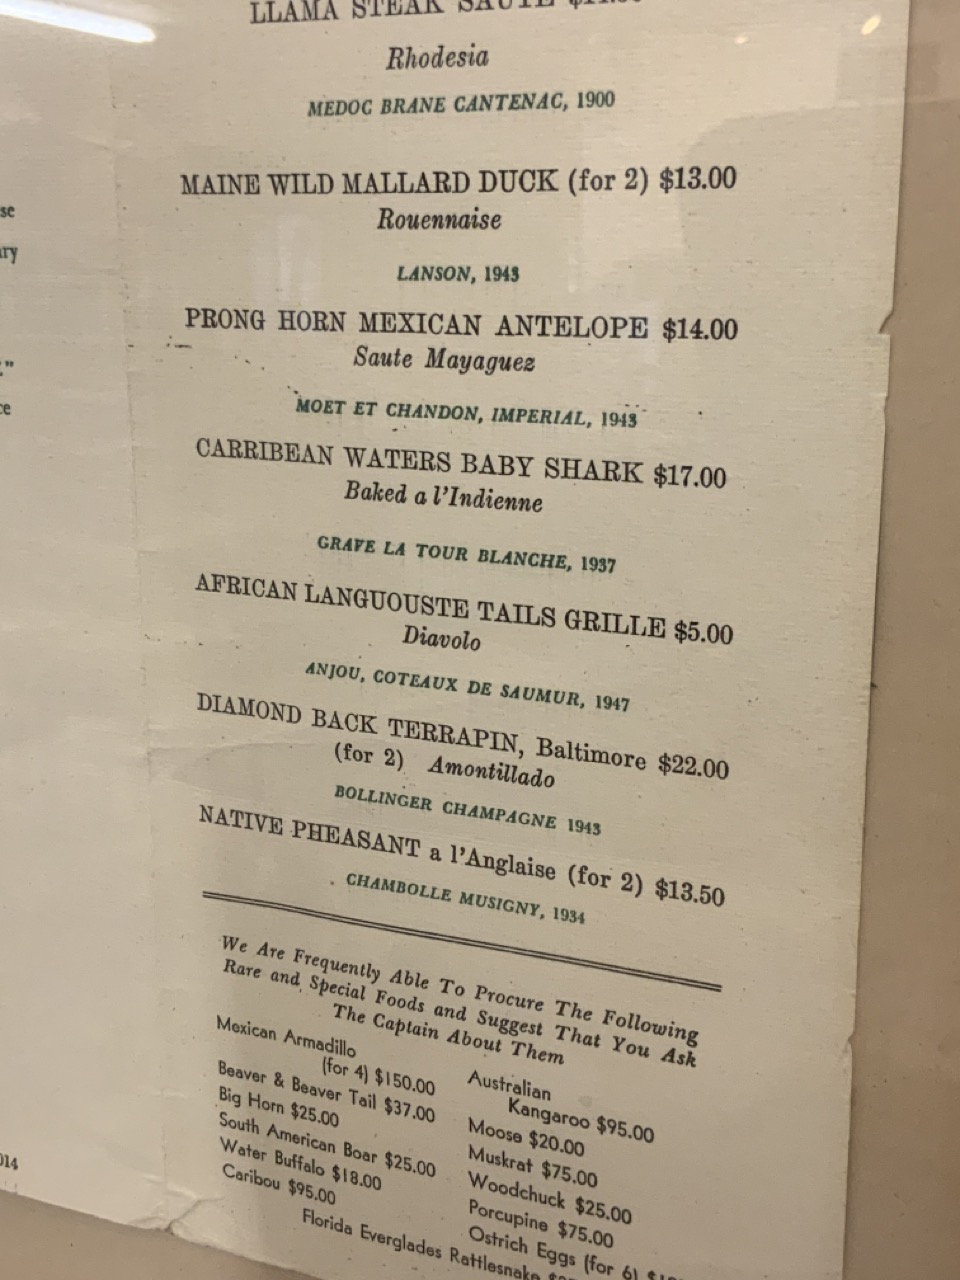 LLAMA STEAK SAUTE
Rhodesia
MEDOC BRANE CANTENAC, 1900
MAINE WILD MALLARD DUCK (for 2) $13.00
Rouennaise
LANSON, 1943
PRONG HORN MEXICAN ANTELOPE $14.00
Saute Mayaguez
MOET ET CHANDON, IMPERIAL, 1943
CARRIBEAN WATERS BABY SHARK $17.00
Baked a l'Indienne
GRAVE LA TOUR BLANCHE, 1937
AFRICAN LANGUOUSTE TAILS GRILLE $5.00
Diavolo
ANJOU, COTEAUX DE SAUMUR, 1947
DIAMOND BACK TERRAPIN, Baltimore $22.00
(for 2) Amontillado
BOLLINGER CHAMPAGNE 1943
NATIVE PHEASANT a l'Anglaise (for 2) $13.50
CHAMBOLLE MUSIGNY, 1934
We Are Frequently Able To Procure The Following
Rare and Special Foods and Suggest That You Ask
The Captain About Them
Mexican Armadillo
(for 4) $150.00
Beaver & Beaver Tail $37.00
Big Horn $25.00
South American Boar $25.00
Water Buffalo $18.00
Caribou $95.00
Australian
Kangaroo $95.00
Moose $20.00
Muskrat $75.00
Woodchuck $25.00
Porcupine $75.00
Ostrich Eggs (for 6)
Florida Everglades Rattlesnake